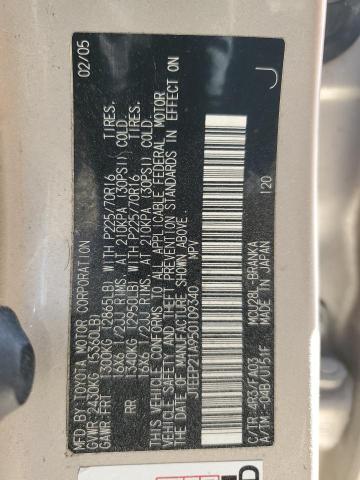 MFD BY: TOYOTA MOTOR CORPORATION 02/05
GVWR: 2430KG (5360LB)
GAWR: FRT 1300KG (2865LB) WITH P225/70R16 TIRES,
16X6 1/2JJ RIMS, AT 210KPA (30PSI) COLD.
RR 1340KG (2950LB) WITH P225/70R16 TIRES,
16X6 1/2JJ RIMS, AT 210KPA (30PSI) COLD.
THIS VEHICLE CONFORMS TO ALL APPLICABLE FEDERAL MOTOR
VEHICLE SAFETY AND THEFT PREVENTION STANDARDS IN EFFECT ON
THE DATE OF MANUFACTURE SHOWN ABOVE.
JTEEP21A950109340 MPV
J
C/TR: 4R3/FA03 MCU28L-BRANKA I20
A/TM: -04B/U151F MADE IN JAPAN